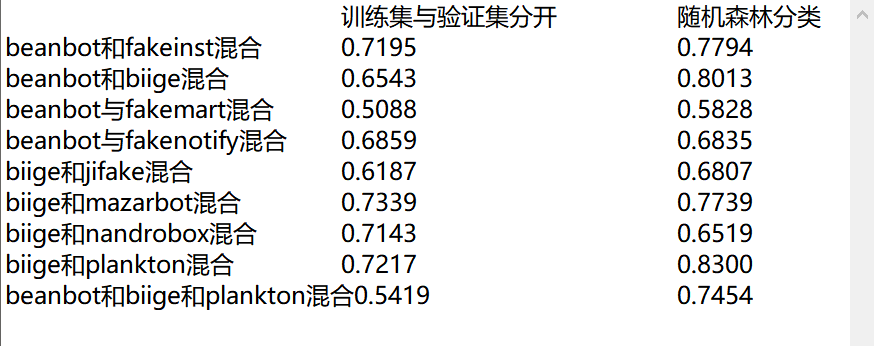 训练集与验证集分开 随机森林分类
beanbot和fakeinst混合 0.7195 0.7794
beanbot和biige混合 0.6543 0.8013
beanbot与fakemart混合 0.5088 0.5828
beanbot与fakenotify混合 0.6859 0.6835
biige和jifake混合 0.6187 0.6807
biige和mazarbot混合 0.7339 0.7739
biige和nandrobox混合 0.7143 0.6519
biige和plankton混合 0.7217 0.8300
beanbot和biige和plankton混合0.5419 0.7454